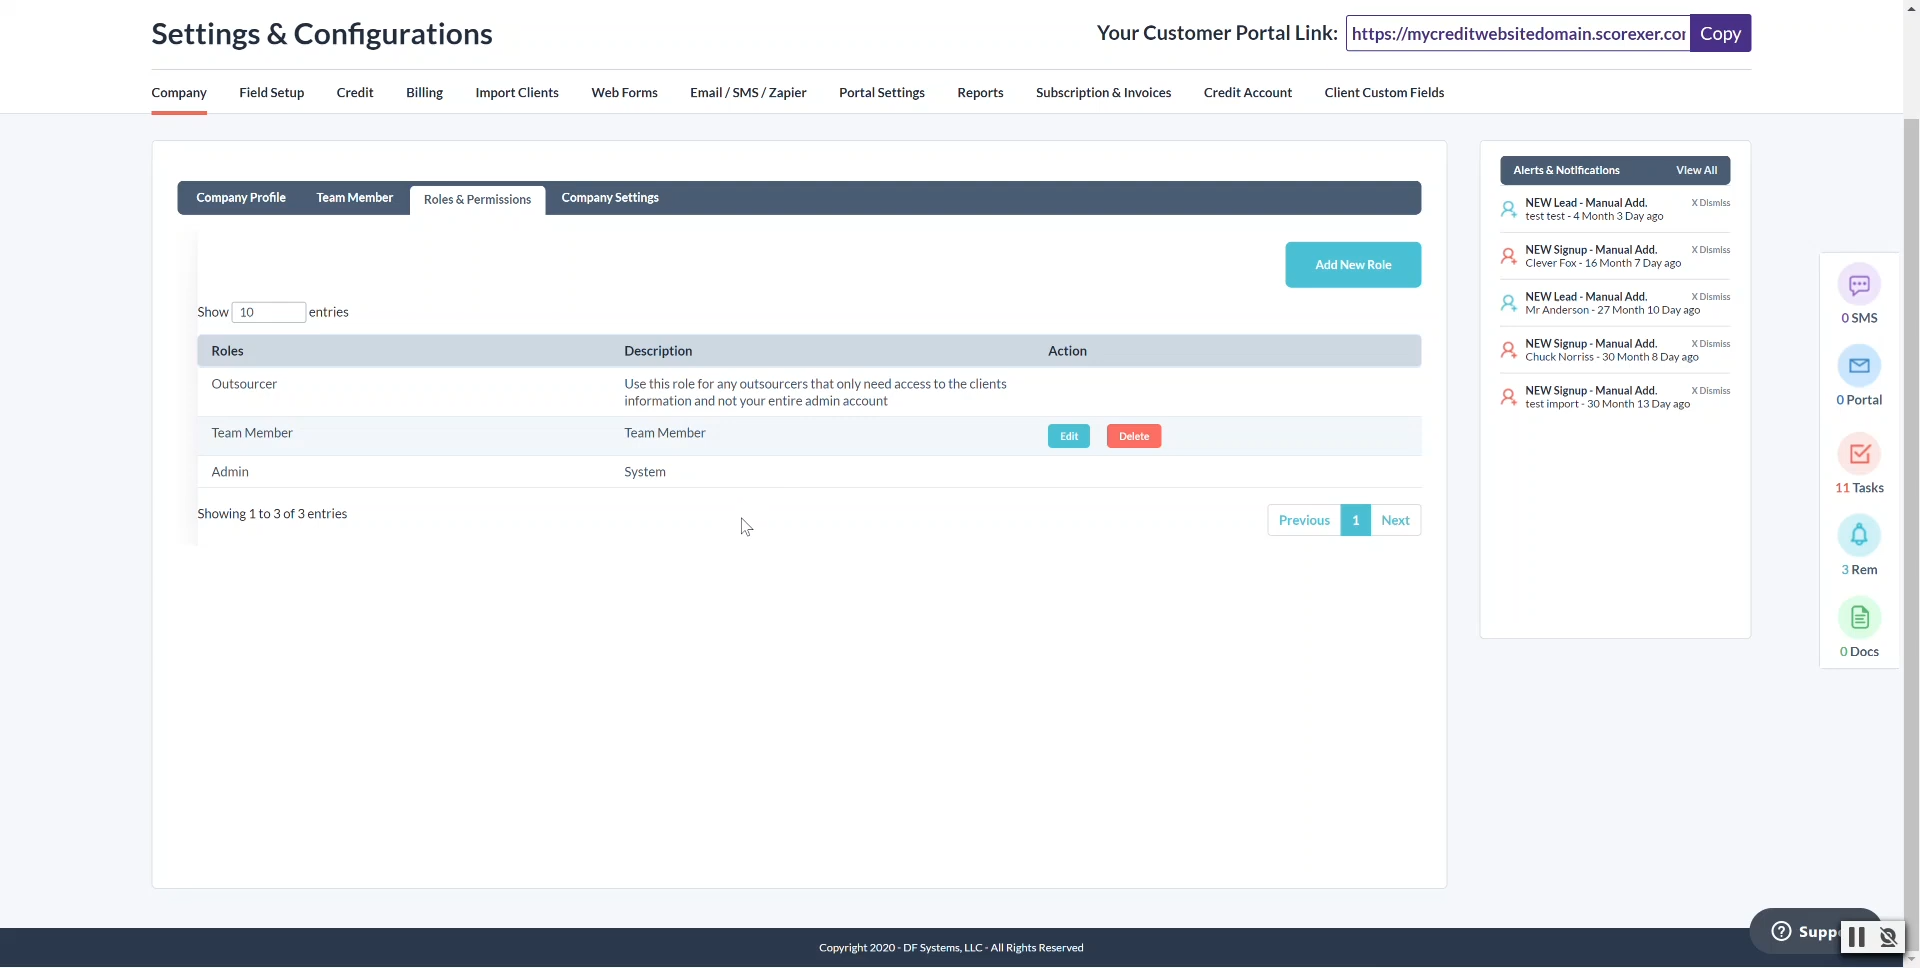 Settings & Configurations
Your Customer Portal Link: https://mycreditwebsitedomain.scorexer.cor Copy
Company Field Setup Credit Billing Import Clients Web Forms Email / SMS / Zapier Portal Settings Reports Subscription & Invoices Credit Account Client Custom Fields
Company Profile Team Member Roles & Permissions Company Settings
Add New Role
Show 10 entries
Roles Description Action
Outsourcer Use this role for any outsourcers that only need access to the clients
information and not your entire admin account
Team Member Team Member Edit Delete
Admin System
Showing 1 to 3 of 3 entries
Previous 1 Next
Alerts & Notifications View All
NEW Lead - Manual Add. X Dismiss
test test - 4 Month 3 Day ago
NEW Signup - Manual Add. X Dismiss
Clever Fox - 16 Month 7 Day ago
NEW Lead - Manual Add. X Dismiss
Mr Anderson - 27 Month 10 Day ago
NEW Signup - Manual Add. X Dismiss
Chuck Norriss - 30 Month 8 Day ago
NEW Signup - Manual Add. X Dismiss
test import - 30 Month 13 Day ago
0 SMS
0 Portal
11 Tasks
3 Rem
0 Docs
Copyright 2020 - DF Systems, LLC - All Rights Reserved